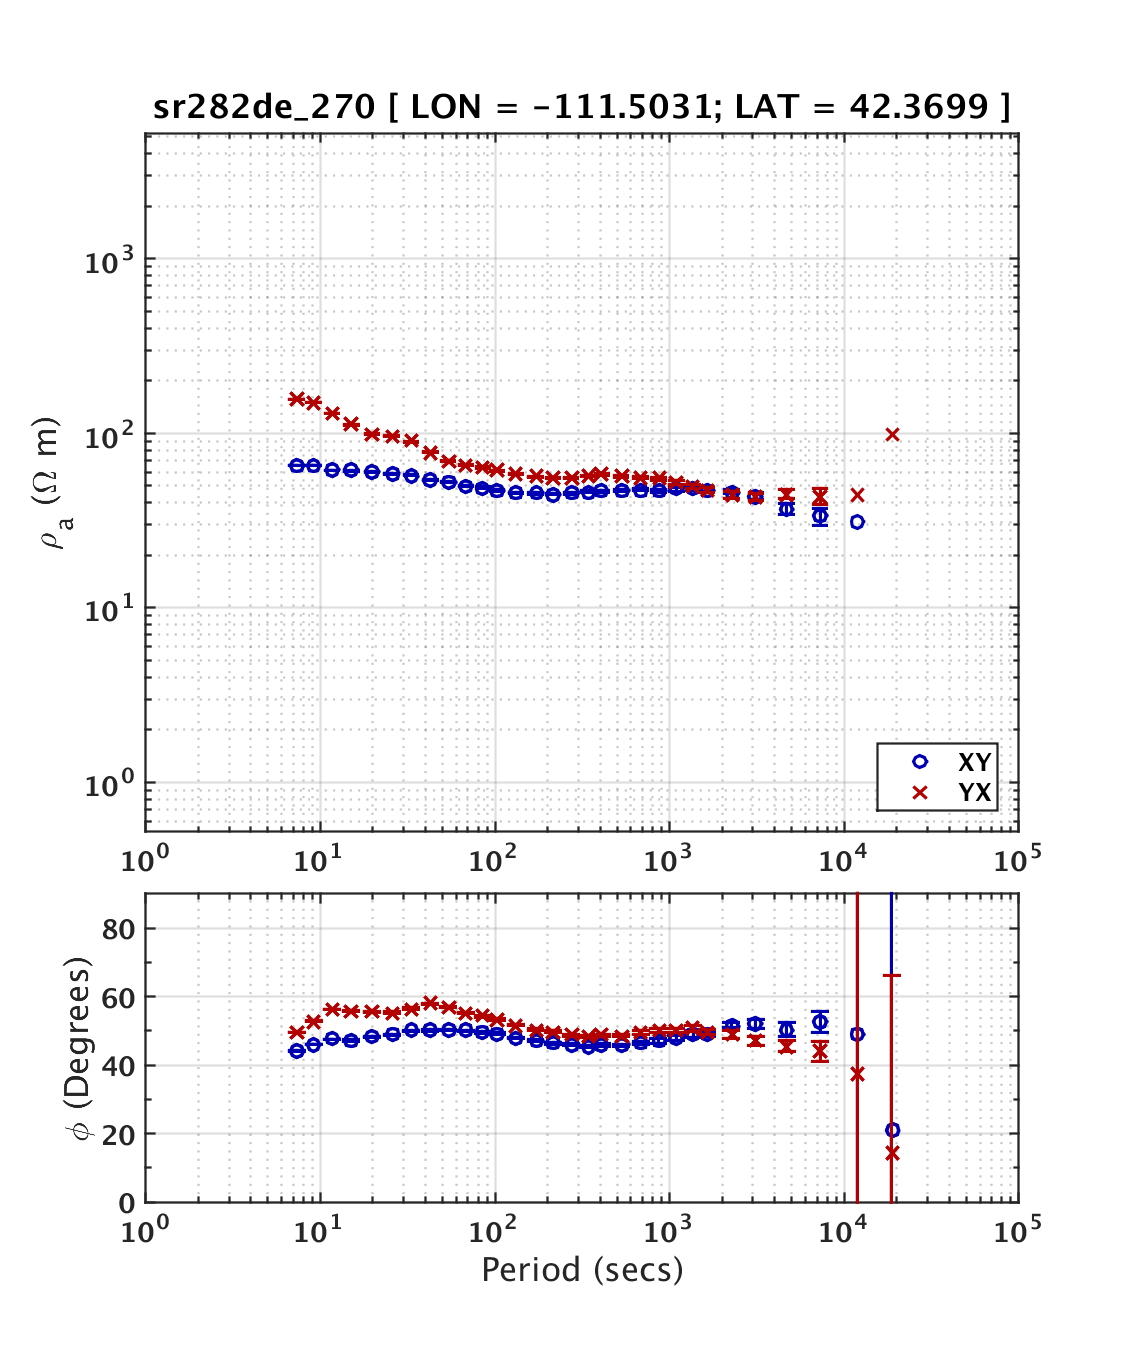 sr282de_270 [ LON = -111.5031; LAT = 42.3699 ]
10^3
10^2
10^1
10^0
ρ_a (Ω m)
XY
YX
10^0 10^1 10^2 10^3 10^4 10^5
80
60
40
20
0
ϕ (Degrees)
10^0 10^1 10^2 10^3 10^4 10^5
Period (secs)